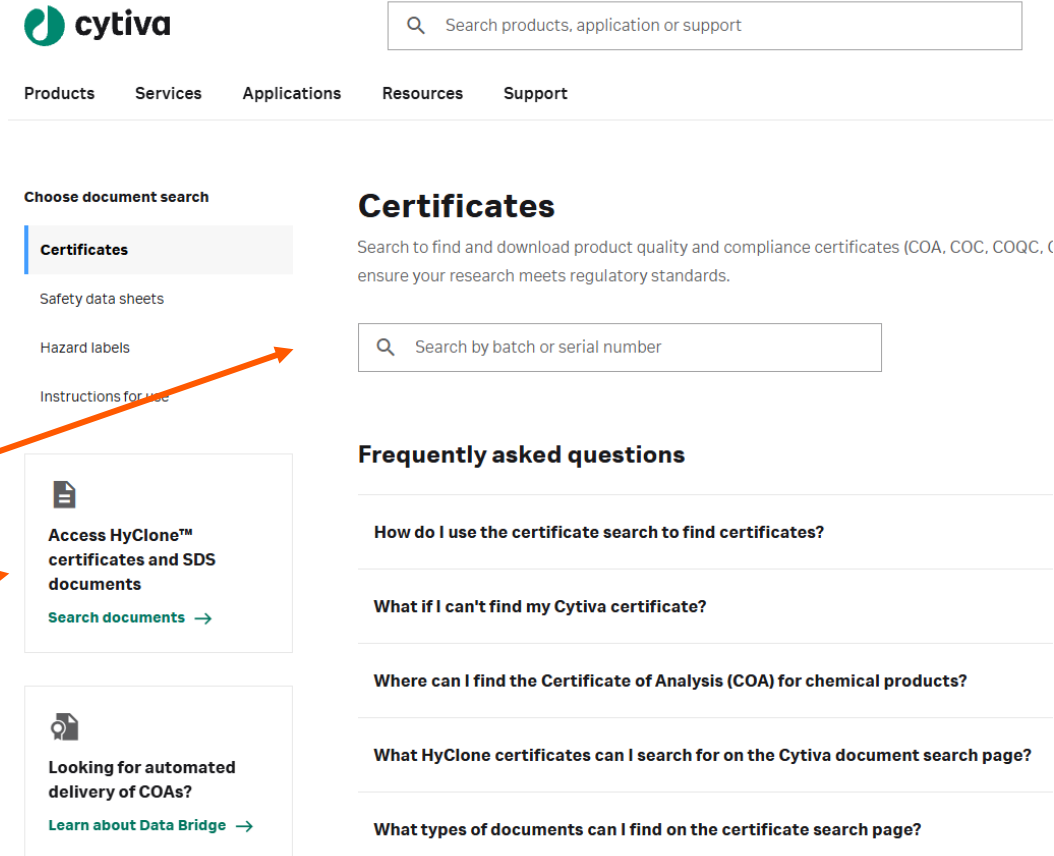 cytiva
Search products, application or support
Products Services Applications Resources Support
Choose document search
Certificates
Safety data sheets
Hazard labels
Instructions for use
Access HyClone™
certificates and SDS
documents
Search documents →
Looking for automated
delivery of COAs?
Learn about Data Bridge →
Certificates
Search to find and download product quality and compliance certificates (COA, COC, COQC,
ensure your research meets regulatory standards.
Search by batch or serial number
Frequently asked questions
How do I use the certificate search to find certificates?
What if I can't find my Cytiva certificate?
Where can I find the Certificate of Analysis (COA) for chemical products?
What HyClone certificates can I search for on the Cytiva document search page?
What types of documents can I find on the certificate search page?